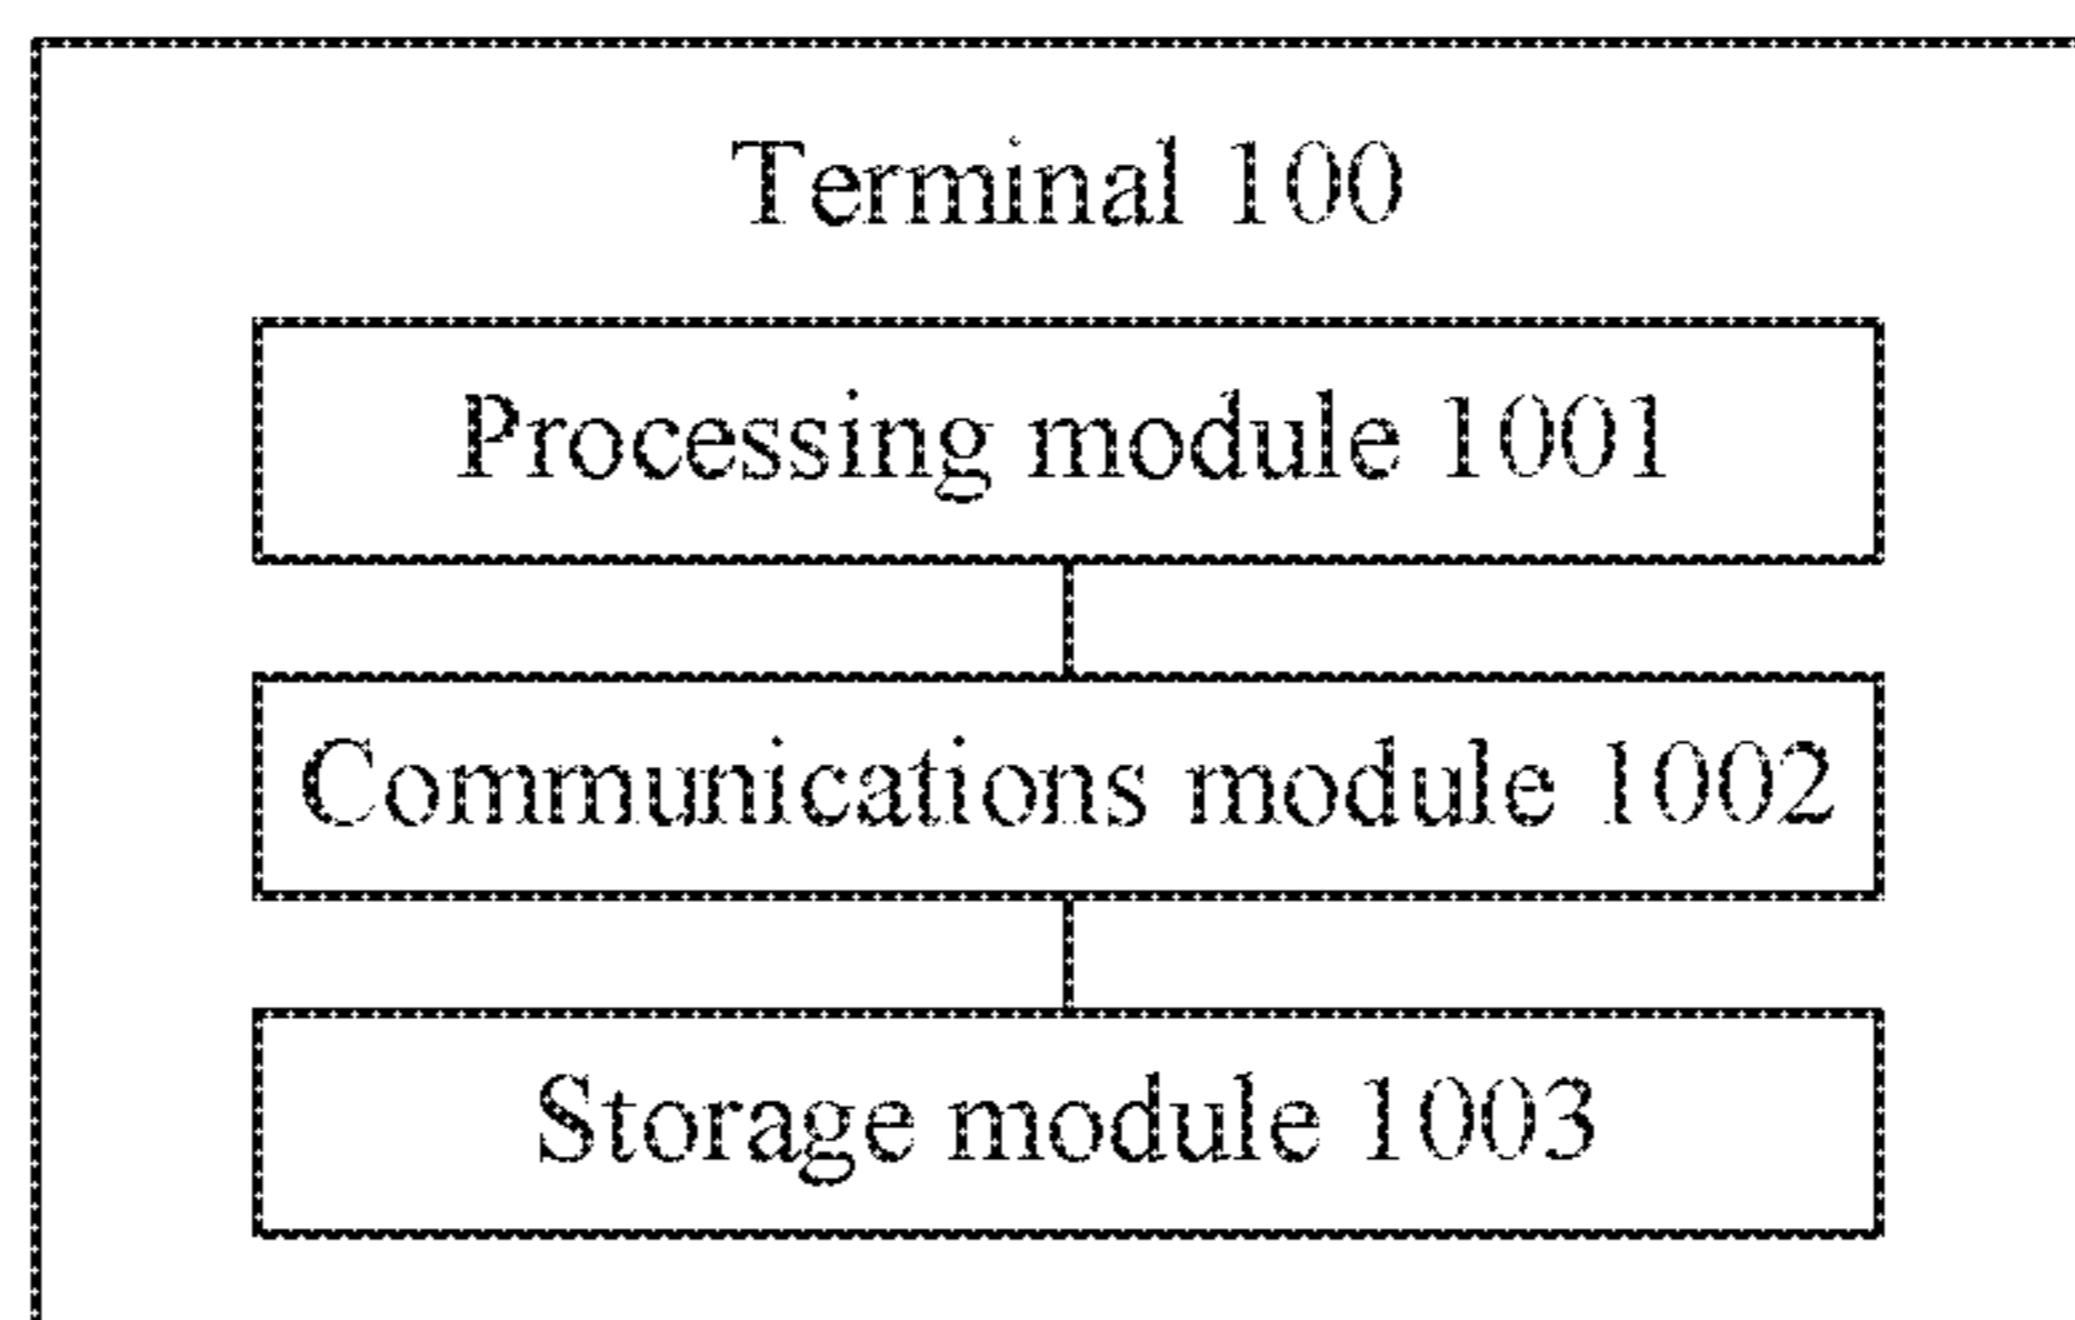 Terminal 100
Processing module 1001
Communications module 1002
Storage module 1003